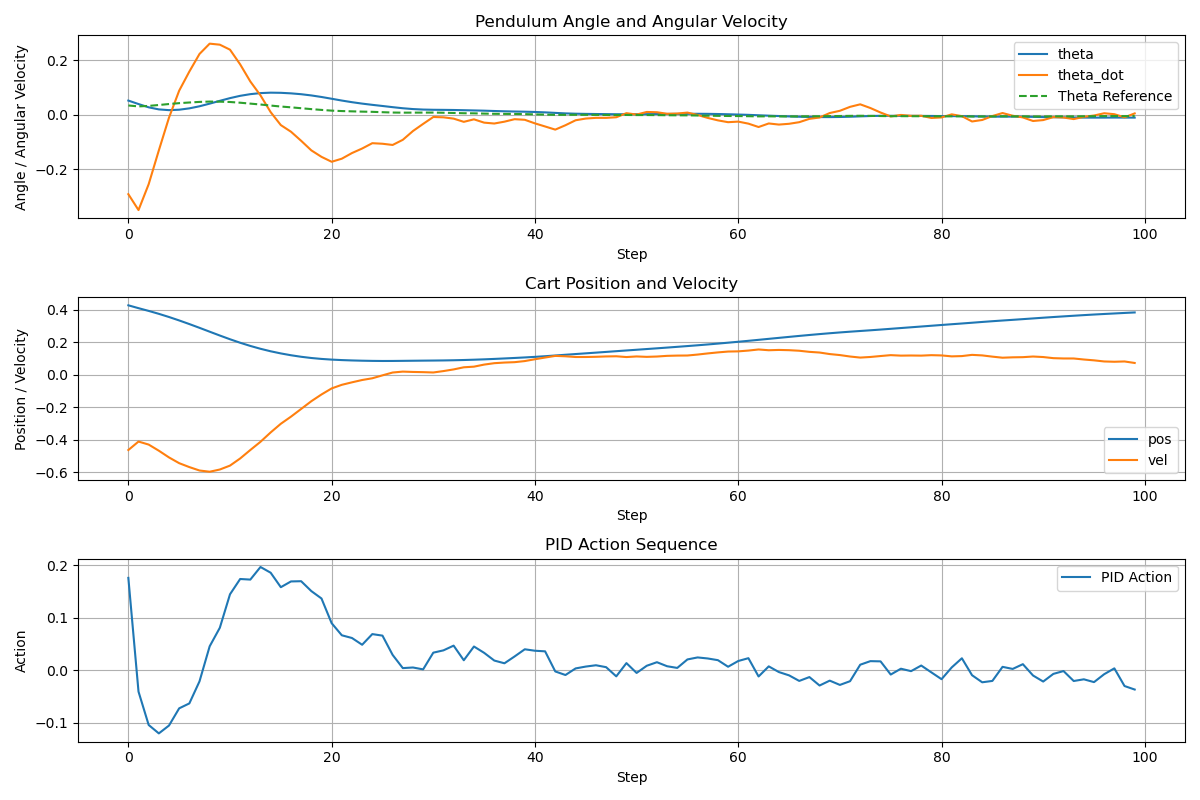 Pendulum Angle and Angular Velocity
Angle / Angular Velocity
0.2
0.0
−0.2
theta
theta_dot
Theta Reference
0 20 40 60 80 100
Step
Cart Position and Velocity
Position / Velocity
0.4
0.2
0.0
−0.2
−0.4
−0.6
pos
vel
0 20 40 60 80 100
Step
PID Action Sequence
Action
0.2
0.1
0.0
−0.1
PID Action
0 20 40 60 80 100
Step